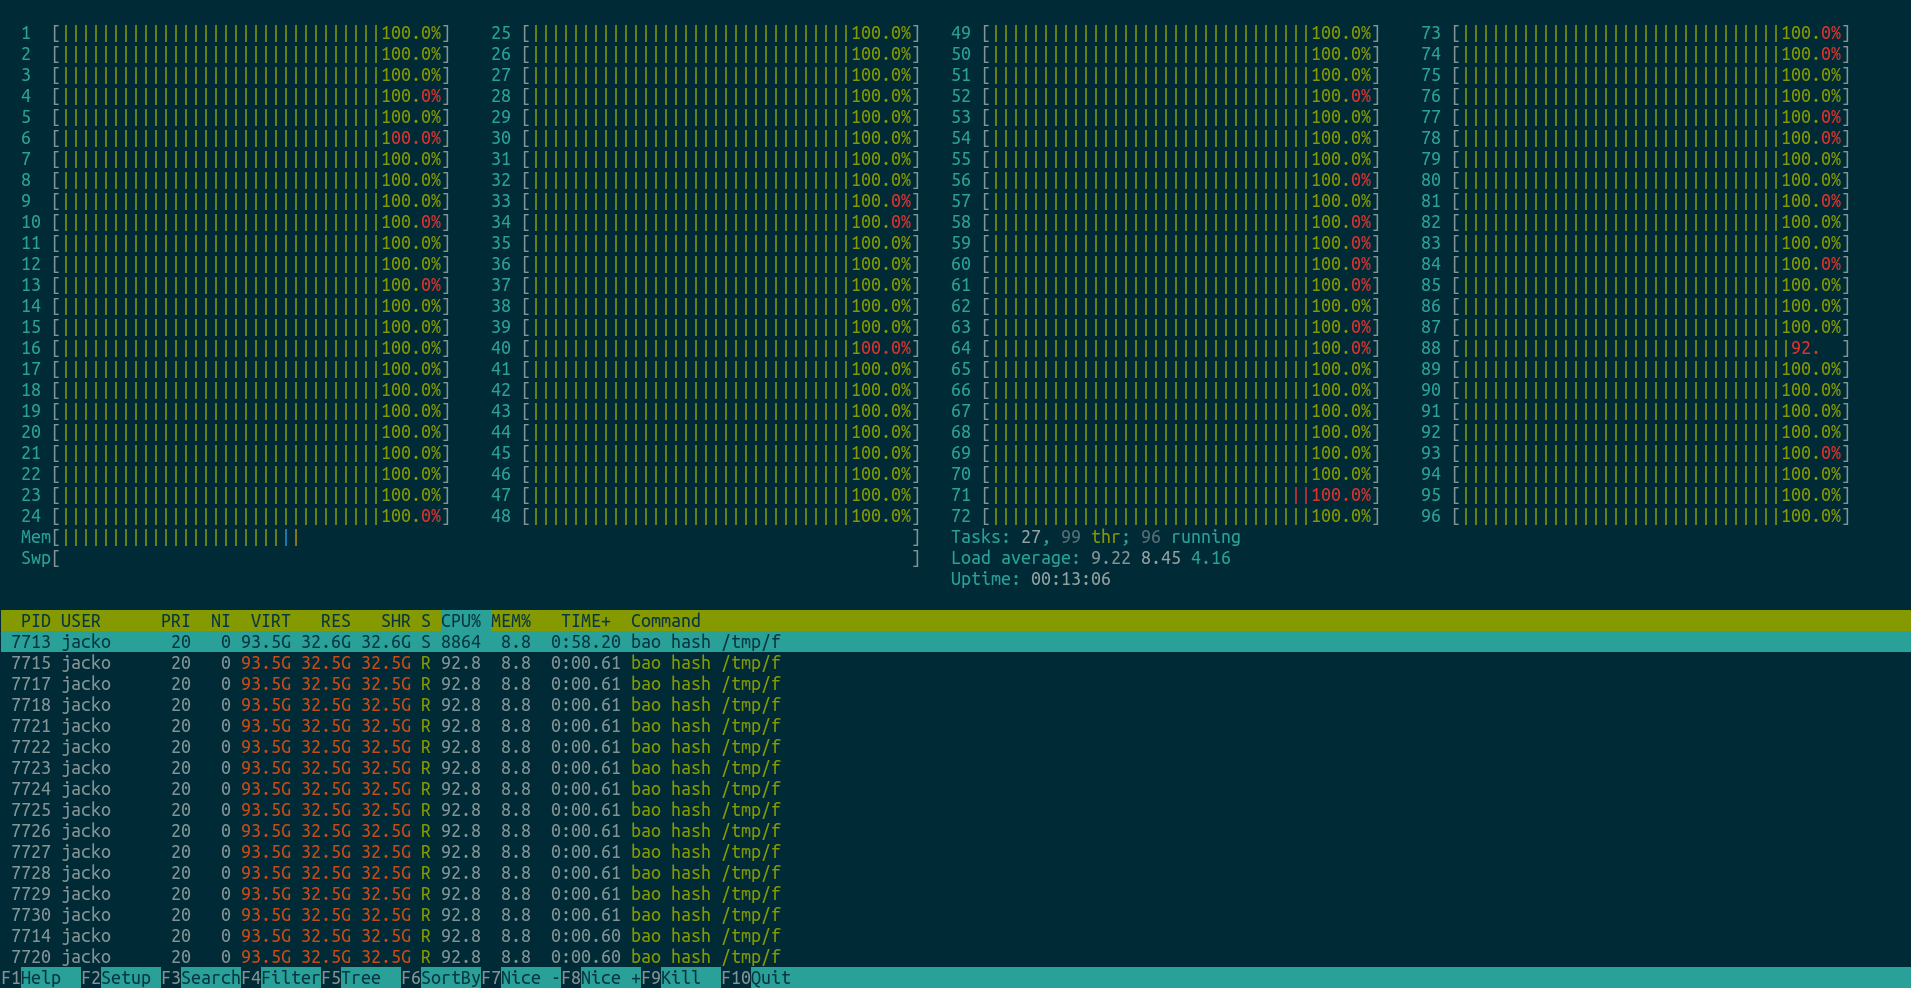 1 [||||||||||||||||||||||||||||||||100.0%] 25 [||||||||||||||||||||||||||||||||100.0%] 49 [||||||||||||||||||||||||||||||||100.0%] 73 [||||||||||||||||||||||||||||||||100.0%]
2 [||||||||||||||||||||||||||||||||100.0%] 26 [||||||||||||||||||||||||||||||||100.0%] 50 [||||||||||||||||||||||||||||||||100.0%] 74 [||||||||||||||||||||||||||||||||100.0%]
3 [||||||||||||||||||||||||||||||||100.0%] 27 [||||||||||||||||||||||||||||||||100.0%] 51 [||||||||||||||||||||||||||||||||100.0%] 75 [||||||||||||||||||||||||||||||||100.0%]
4 [||||||||||||||||||||||||||||||||100.0%] 28 [||||||||||||||||||||||||||||||||100.0%] 52 [||||||||||||||||||||||||||||||||100.0%] 76 [||||||||||||||||||||||||||||||||100.0%]
5 [||||||||||||||||||||||||||||||||100.0%] 29 [||||||||||||||||||||||||||||||||100.0%] 53 [||||||||||||||||||||||||||||||||100.0%] 77 [||||||||||||||||||||||||||||||||100.0%]
6 [||||||||||||||||||||||||||||||||100.0%] 30 [||||||||||||||||||||||||||||||||100.0%] 54 [||||||||||||||||||||||||||||||||100.0%] 78 [||||||||||||||||||||||||||||||||100.0%]
7 [||||||||||||||||||||||||||||||||100.0%] 31 [||||||||||||||||||||||||||||||||100.0%] 55 [||||||||||||||||||||||||||||||||100.0%] 79 [||||||||||||||||||||||||||||||||100.0%]
8 [||||||||||||||||||||||||||||||||100.0%] 32 [||||||||||||||||||||||||||||||||100.0%] 56 [||||||||||||||||||||||||||||||||100.0%] 80 [||||||||||||||||||||||||||||||||100.0%]
9 [||||||||||||||||||||||||||||||||100.0%] 33 [||||||||||||||||||||||||||||||||100.0%] 57 [||||||||||||||||||||||||||||||||100.0%] 81 [||||||||||||||||||||||||||||||||100.0%]
10 [||||||||||||||||||||||||||||||||100.0%] 34 [||||||||||||||||||||||||||||||||100.0%] 58 [||||||||||||||||||||||||||||||||100.0%] 82 [||||||||||||||||||||||||||||||||100.0%]
11 [||||||||||||||||||||||||||||||||100.0%] 35 [||||||||||||||||||||||||||||||||100.0%] 59 [||||||||||||||||||||||||||||||||100.0%] 83 [||||||||||||||||||||||||||||||||100.0%]
12 [||||||||||||||||||||||||||||||||100.0%] 36 [||||||||||||||||||||||||||||||||100.0%] 60 [||||||||||||||||||||||||||||||||100.0%] 84 [||||||||||||||||||||||||||||||||100.0%]
13 [||||||||||||||||||||||||||||||||100.0%] 37 [||||||||||||||||||||||||||||||||100.0%] 61 [||||||||||||||||||||||||||||||||100.0%] 85 [||||||||||||||||||||||||||||||||100.0%]
14 [||||||||||||||||||||||||||||||||100.0%] 38 [||||||||||||||||||||||||||||||||100.0%] 62 [||||||||||||||||||||||||||||||||100.0%] 86 [||||||||||||||||||||||||||||||||100.0%]
15 [||||||||||||||||||||||||||||||||100.0%] 39 [||||||||||||||||||||||||||||||||100.0%] 63 [||||||||||||||||||||||||||||||||100.0%] 87 [||||||||||||||||||||||||||||||||100.0%]
16 [||||||||||||||||||||||||||||||||100.0%] 40 [||||||||||||||||||||||||||||||||100.0%] 64 [||||||||||||||||||||||||||||||||100.0%] 88 [|||||||||||||||||||||||||||||||||92.  ]
17 [||||||||||||||||||||||||||||||||100.0%] 41 [||||||||||||||||||||||||||||||||100.0%] 65 [||||||||||||||||||||||||||||||||100.0%] 89 [||||||||||||||||||||||||||||||||100.0%]
18 [||||||||||||||||||||||||||||||||100.0%] 42 [||||||||||||||||||||||||||||||||100.0%] 66 [||||||||||||||||||||||||||||||||100.0%] 90 [||||||||||||||||||||||||||||||||100.0%]
19 [||||||||||||||||||||||||||||||||100.0%] 43 [||||||||||||||||||||||||||||||||100.0%] 67 [||||||||||||||||||||||||||||||||100.0%] 91 [||||||||||||||||||||||||||||||||100.0%]
20 [||||||||||||||||||||||||||||||||100.0%] 44 [||||||||||||||||||||||||||||||||100.0%] 68 [||||||||||||||||||||||||||||||||100.0%] 92 [||||||||||||||||||||||||||||||||100.0%]
21 [||||||||||||||||||||||||||||||||100.0%] 45 [||||||||||||||||||||||||||||||||100.0%] 69 [||||||||||||||||||||||||||||||||100.0%] 93 [||||||||||||||||||||||||||||||||100.0%]
22 [||||||||||||||||||||||||||||||||100.0%] 46 [||||||||||||||||||||||||||||||||100.0%] 70 [||||||||||||||||||||||||||||||||100.0%] 94 [||||||||||||||||||||||||||||||||100.0%]
23 [||||||||||||||||||||||||||||||||100.0%] 47 [||||||||||||||||||||||||||||||||100.0%] 71 [||||||||||||||||||||||||||||||||100.0%] 95 [||||||||||||||||||||||||||||||||100.0%]
24 [||||||||||||||||||||||||||||||||100.0%] 48 [||||||||||||||||||||||||||||||||100.0%] 72 [||||||||||||||||||||||||||||||||100.0%] 96 [||||||||||||||||||||||||||||||||100.0%]
Mem[|||||||||||||||||||||||| ] Tasks: 27, 99 thr; 96 running
Swp[ ] Load average: 9.22 8.45 4.16
Uptime: 00:13:06
PID USER PRI NI VIRT RES SHR S CPU% MEM% TIME+ Command
7713 jacko 20 0 93.5G 32.6G 32.6G S 8864 8.8 0:58.20 bao hash /tmp/f
7715 jacko 20 0 93.5G 32.5G 32.5G R 92.8 8.8 0:00.61 bao hash /tmp/f
7717 jacko 20 0 93.5G 32.5G 32.5G R 92.8 8.8 0:00.61 bao hash /tmp/f
7718 jacko 20 0 93.5G 32.5G 32.5G R 92.8 8.8 0:00.61 bao hash /tmp/f
7721 jacko 20 0 93.5G 32.5G 32.5G R 92.8 8.8 0:00.61 bao hash /tmp/f
7722 jacko 20 0 93.5G 32.5G 32.5G R 92.8 8.8 0:00.61 bao hash /tmp/f
7723 jacko 20 0 93.5G 32.5G 32.5G R 92.8 8.8 0:00.61 bao hash /tmp/f
7724 jacko 20 0 93.5G 32.5G 32.5G R 92.8 8.8 0:00.61 bao hash /tmp/f
7725 jacko 20 0 93.5G 32.5G 32.5G R 92.8 8.8 0:00.61 bao hash /tmp/f
7726 jacko 20 0 93.5G 32.5G 32.5G R 92.8 8.8 0:00.61 bao hash /tmp/f
7727 jacko 20 0 93.5G 32.5G 32.5G R 92.8 8.8 0:00.61 bao hash /tmp/f
7728 jacko 20 0 93.5G 32.5G 32.5G R 92.8 8.8 0:00.61 bao hash /tmp/f
7729 jacko 20 0 93.5G 32.5G 32.5G R 92.8 8.8 0:00.61 bao hash /tmp/f
7730 jacko 20 0 93.5G 32.5G 32.5G R 92.8 8.8 0:00.61 bao hash /tmp/f
7714 jacko 20 0 93.5G 32.5G 32.5G R 92.8 8.8 0:00.60 bao hash /tmp/f
7720 jacko 20 0 93.5G 32.5G 32.5G R 92.8 8.8 0:00.60 bao hash /tmp/f
F1Help F2Setup F3SearchF4FilterF5Tree F6SortByF7Nice -F8Nice +F9Kill F10Quit